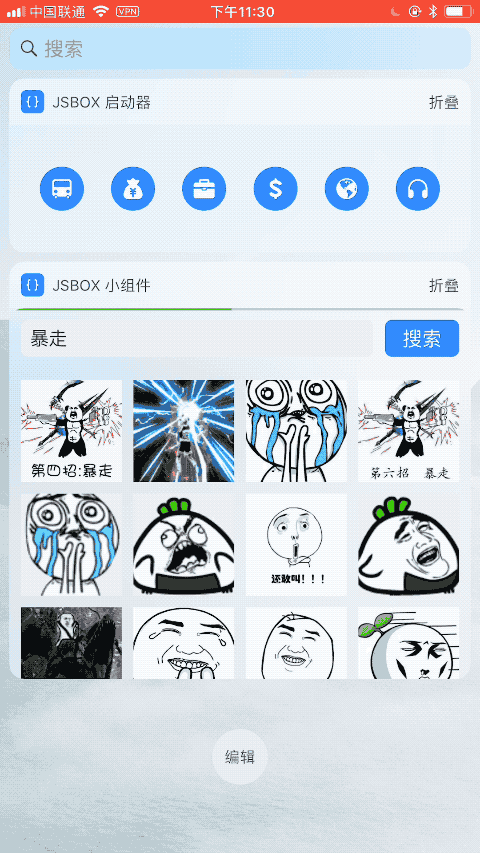 中国联通 VPN 下午11:30
搜索
JSBOX 启动器 折叠
JSBOX 小组件 折叠
暴走 搜索
第四招:暴走
第六招 暴走
还敢叫!!!
编辑